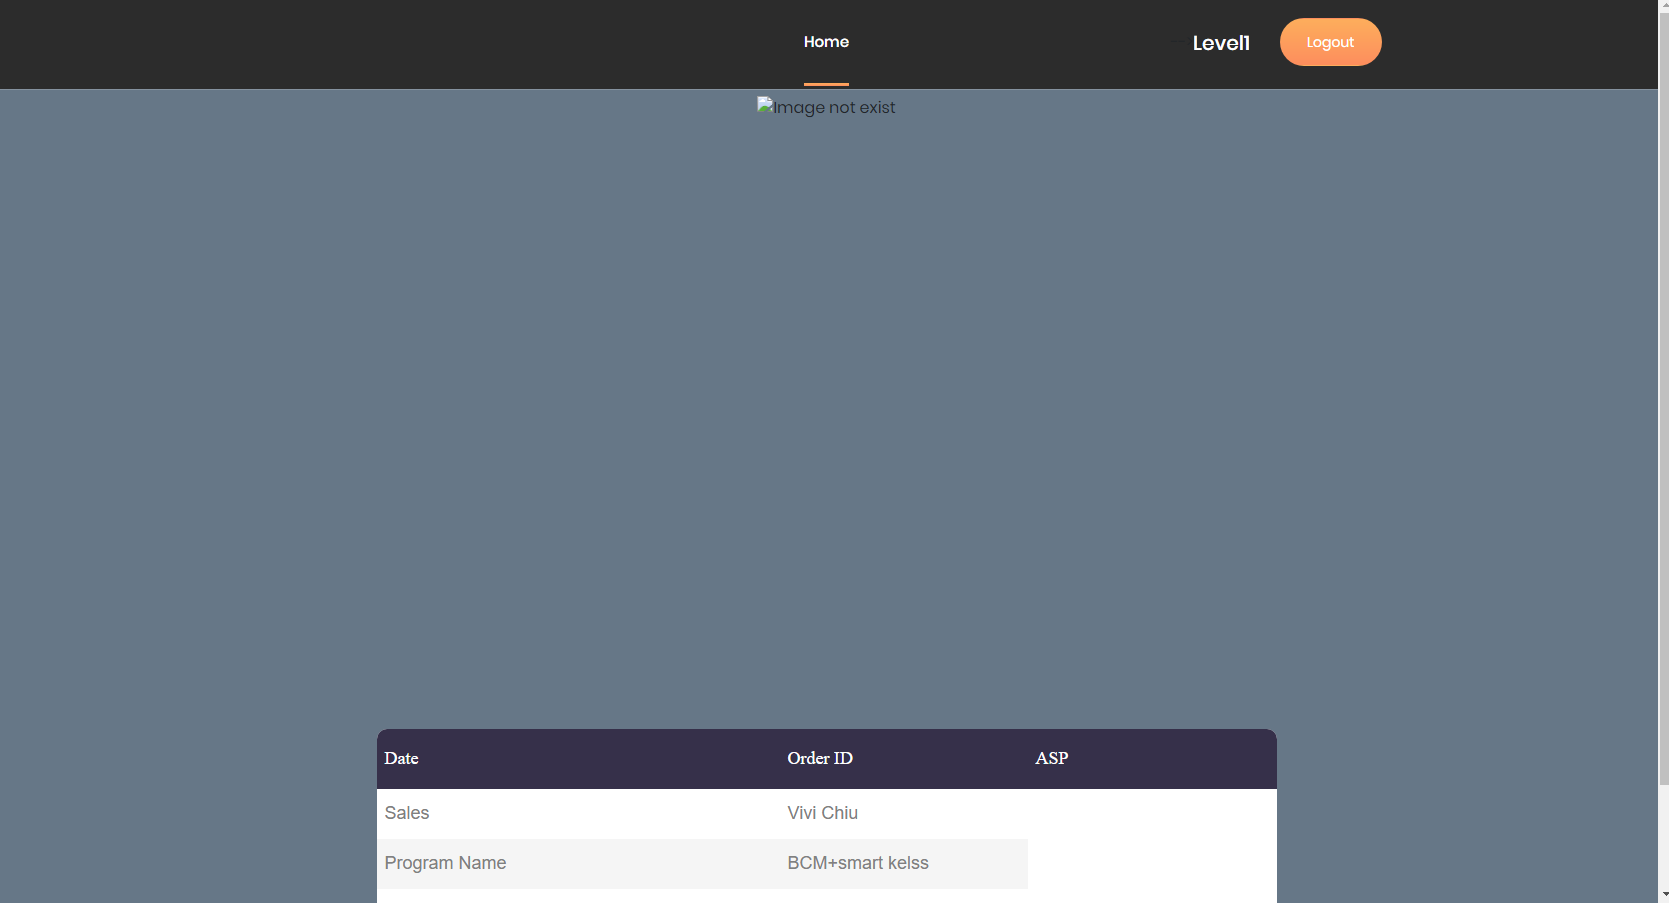 Home
Level1
Logout
Image not exist
Date Order ID ASP
Sales Vivi Chiu
Program Name BCM+smart kelss